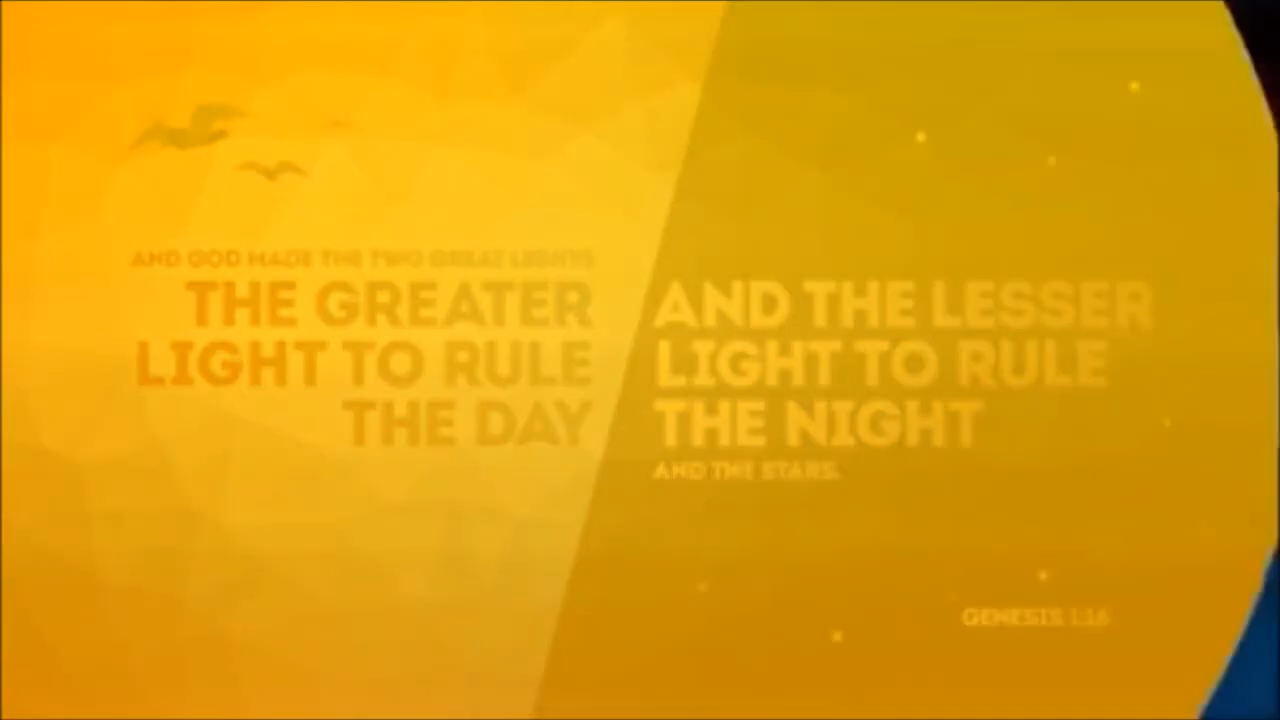 AND GOD MADE THE TWO GREAT LIGHTS
THE GREATER
LIGHT TO RULE
THE DAY
AND THE LESSER
LIGHT TO RULE
THE NIGHT
AND THE STARS.
GENESIS 1:16